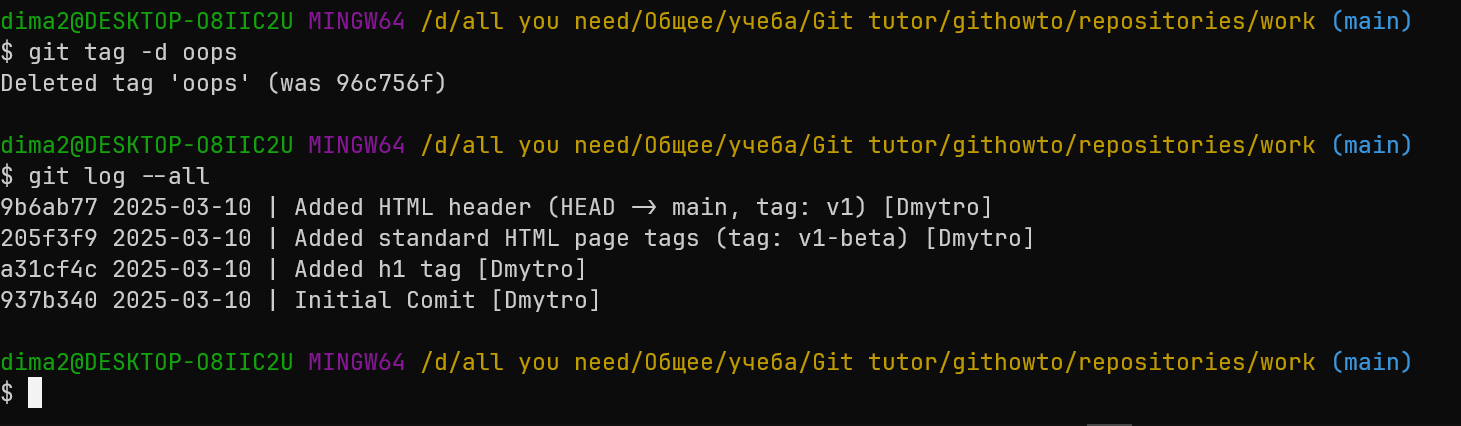 dima2@DESKTOP-O8IIC2U MINGW64 /d/all you need/Общее/учеба/Git tutor/githowto/repositories/work (main)
$ git tag -d oops
Deleted tag 'oops' (was 96c756f)
dima2@DESKTOP-O8IIC2U MINGW64 /d/all you need/Общее/учеба/Git tutor/githowto/repositories/work (main)
$ git log --all
9b6ab77 2025-03-10 | Added HTML header (HEAD -> main, tag: v1) [Dmytro]
205f3f9 2025-03-10 | Added standard HTML page tags (tag: v1-beta) [Dmytro]
a31cf4c 2025-03-10 | Added h1 tag [Dmytro]
937b340 2025-03-10 | Initial Comit [Dmytro]
dima2@DESKTOP-O8IIC2U MINGW64 /d/all you need/Общее/учеба/Git tutor/githowto/repositories/work (main)
$